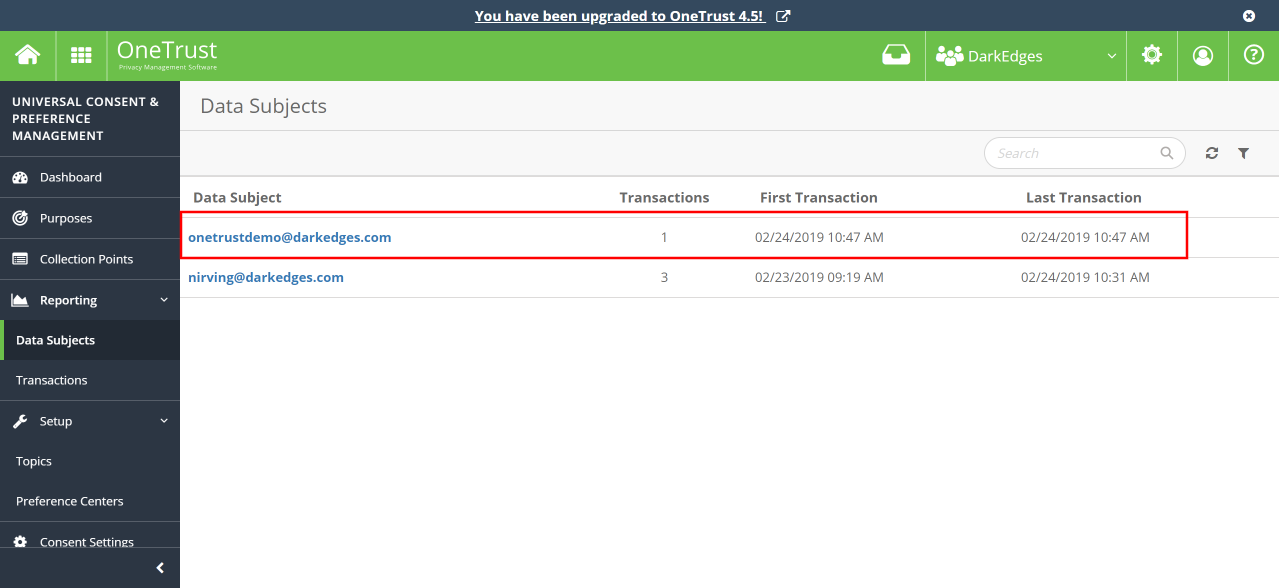 You have been upgraded to OneTrust 4.5!
OneTrust
Privacy Management Software
DarkEdges
UNIVERSAL CONSENT &
PREFERENCE
MANAGEMENT
Dashboard
Purposes
Collection Points
Reporting
Data Subjects
Transactions
Setup
Topics
Preference Centers
Consent Settings
Data Subjects
Search
Data Subject Transactions First Transaction Last Transaction
onetrustdemo@darkedges.com 1 02/24/2019 10:47 AM 02/24/2019 10:47 AM
nirving@darkedges.com 3 02/23/2019 09:19 AM 02/24/2019 10:31 AM